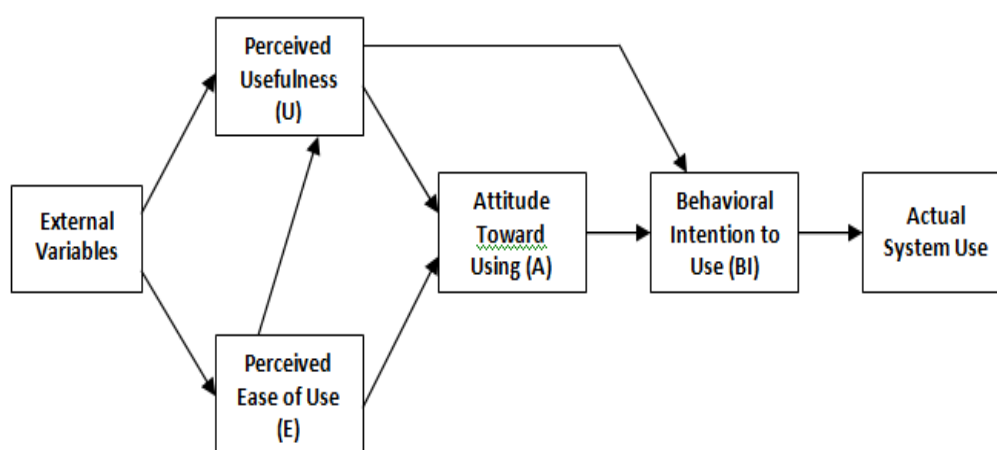 Perceived
Usefulness
(U)
External
Variables
Perceived
Ease of Use
(E)
Attitude
Toward
Using (A)
Behavioral
Intention to
Use (BI)
Actual
System Use